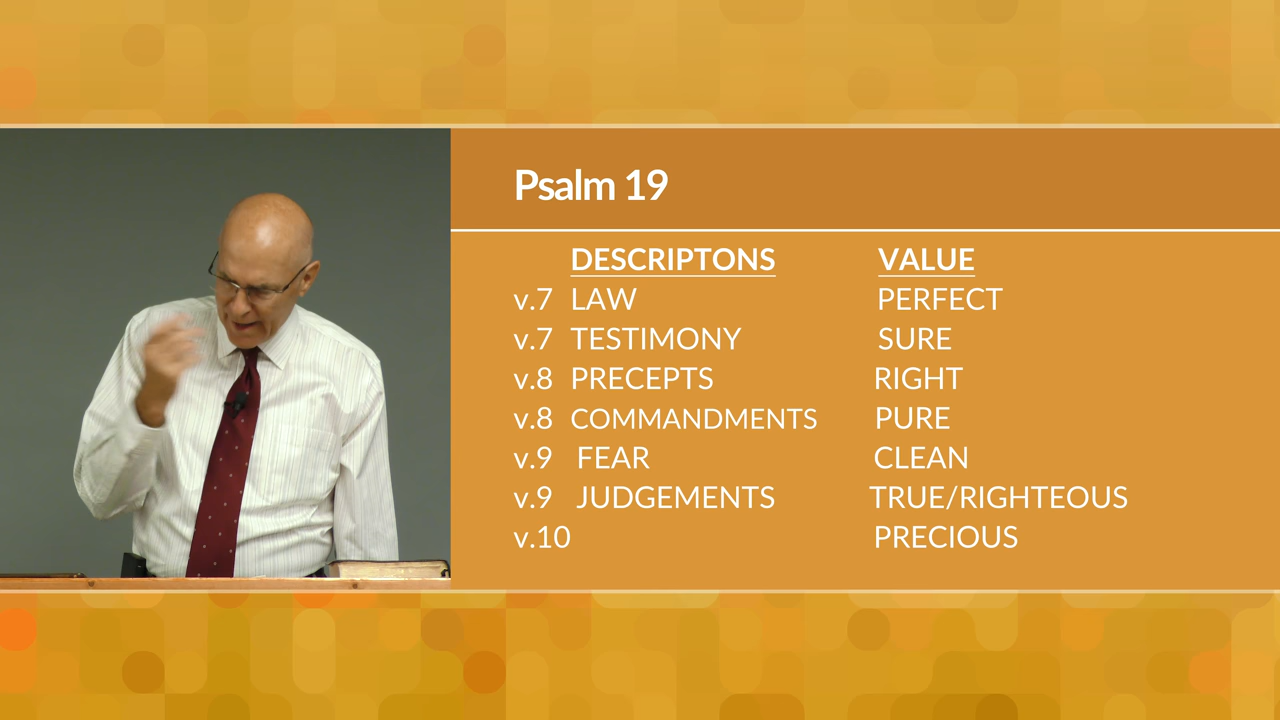 Psalm 19
DESCRIPTONS VALUE
v.7 LAW PERFECT
v.7 TESTIMONY SURE
v.8 PRECEPTS RIGHT
v.8 COMMANDMENTS PURE
v.9 FEAR CLEAN
v.9 JUDGEMENTS TRUE/RIGHTEOUS
v.10 PRECIOUS